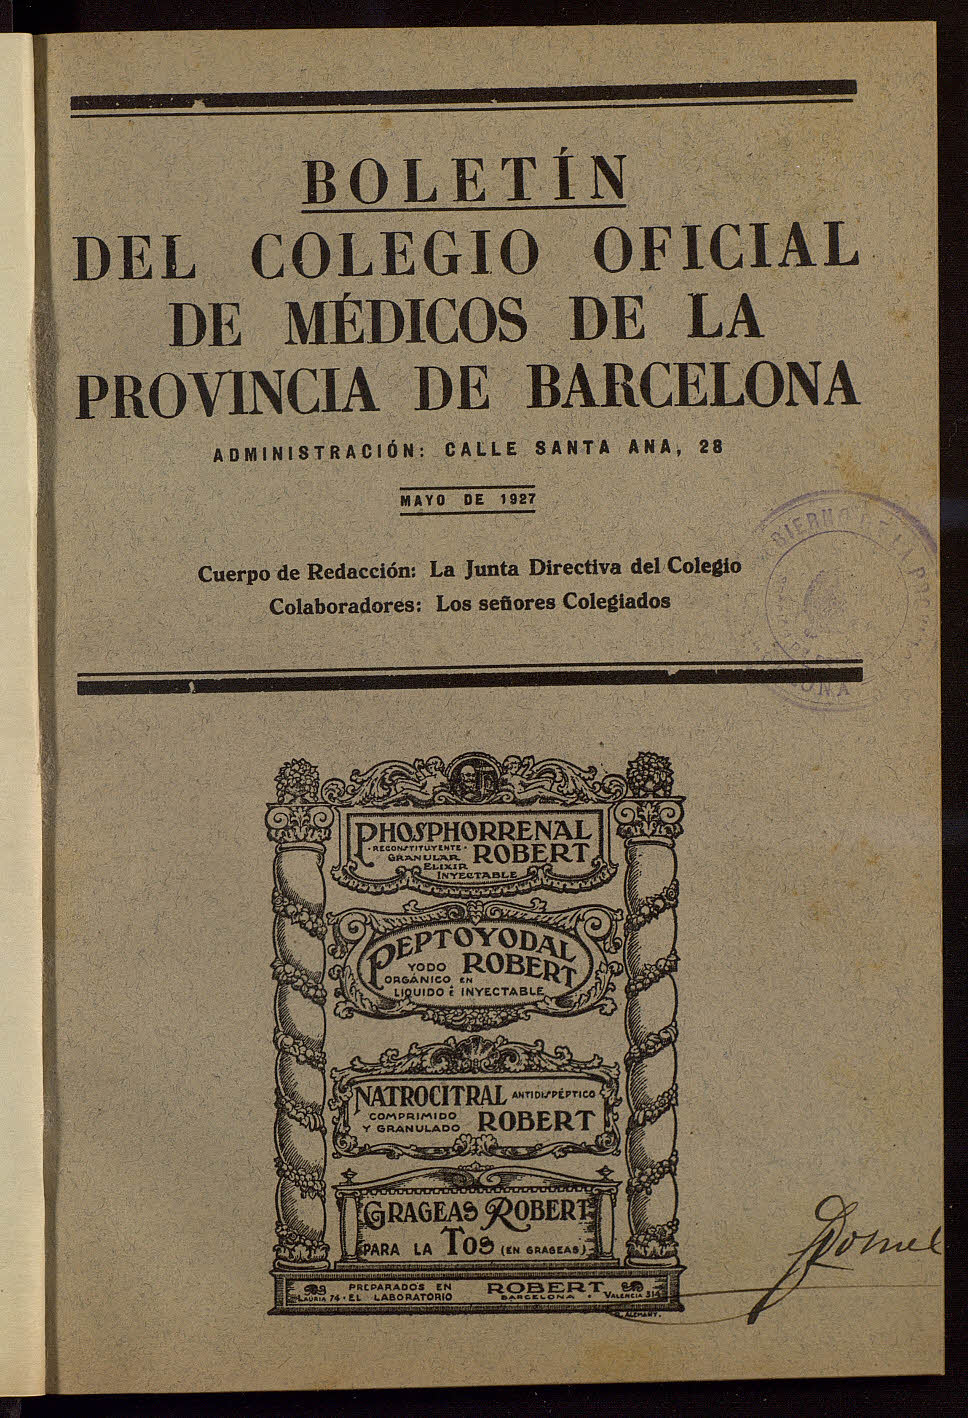 BOLETÍN
DEL COLEGIO OFICIAL
DE MÉDICOS DE LA
PROVINCIA DE BARCELONA
ADMINISTRACIÓN: CALLE SANTA ANA, 28
MAYO DE 1927
Cuerpo de Redacción: La Junta Directiva del Colegio
Colaboradores: Los señores Colegiados
PHOSPHORRENAL
RECONSTITUYENTE
GRANULAR
ELIXIR
INYECTABLE
ROBERT
PEPTOYODAL
YODO
ORGÁNICO EN
ROBERT
LIQUIDO é INYECTABLE
NATROCITRAL ANTIDISPÉPTICO
COMPRIMIDO
Y GRANULADO
ROBERT
GRAGEAS ROBERT
PARA LA TOS (EN GRAGEAS)
PREPARADOS EN
LAURIA 74 · EL LABORATORIO
ROBERT
BARCELONA · VALENCIA 314